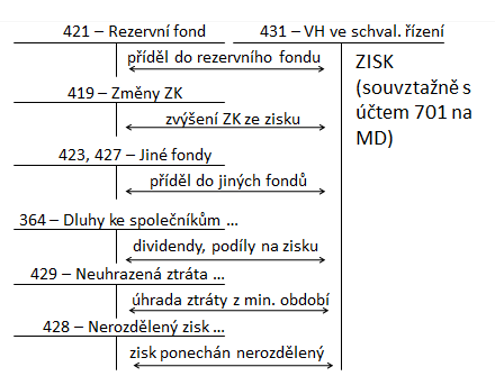 421 – Rezervní fond
431 – VH ve schval. řízení
příděl do rezervního fondu
ZISK
(souvztažně s
účtem 701 na
MD)
419 – Změny ZK
zvýšení ZK ze zisku
423, 427 – Jiné fondy
příděl do jiných fondů
364 – Dluhy ke společníkům ...
dividendy, podíly na zisku
429 – Neuhrazená ztráta ...
úhrada ztráty z min. období
428 – Nerozdělený zisk ...
zisk ponechán nerozdělený